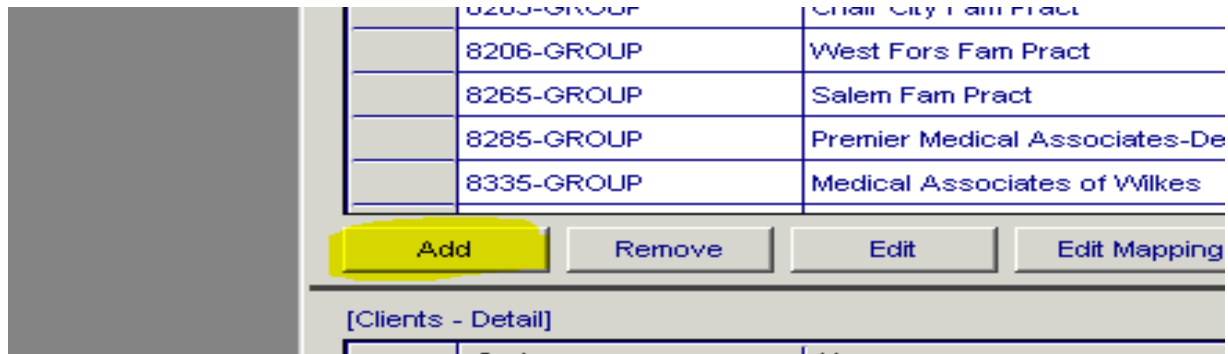 8206-GROUP West Fors Fam Pract
8265-GROUP Salem Fam Pract
8285-GROUP Premier Medical Associates-De
8335-GROUP Medical Associates of Wilkes
Add Remove Edit Edit Mapping
[Clients - Detail]